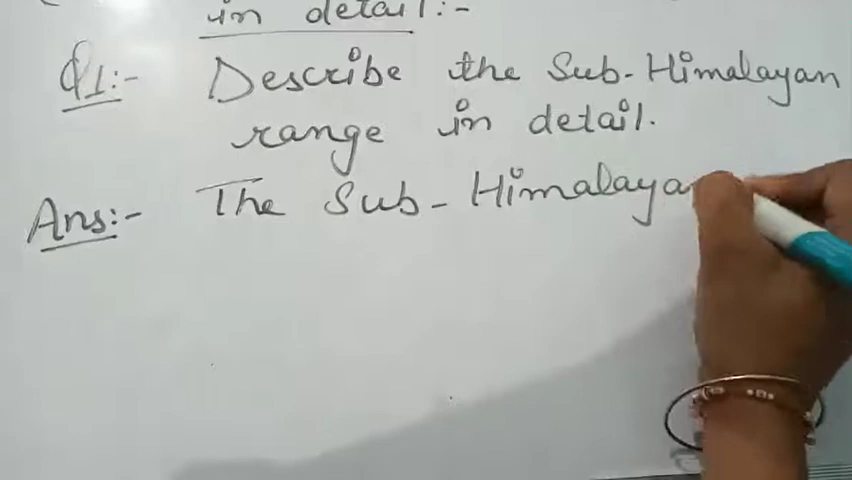 in detail:-
Q1:- Describe the Sub-Himalayan
range in detail.
Ans:- The Sub-Himalaya